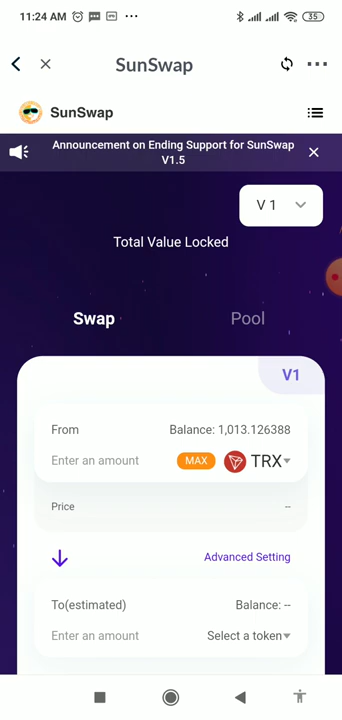 11:24 AM
35
SunSwap
SunSwap
Announcement on Ending Support for SunSwap
V1.5
V 1
Total Value Locked
Swap
Pool
V1
From
Balance: 1,013.126388
Enter an amount
MAX
TRX
Price
--
Advanced Setting
To(estimated)
Balance: --
Enter an amount
Select a token